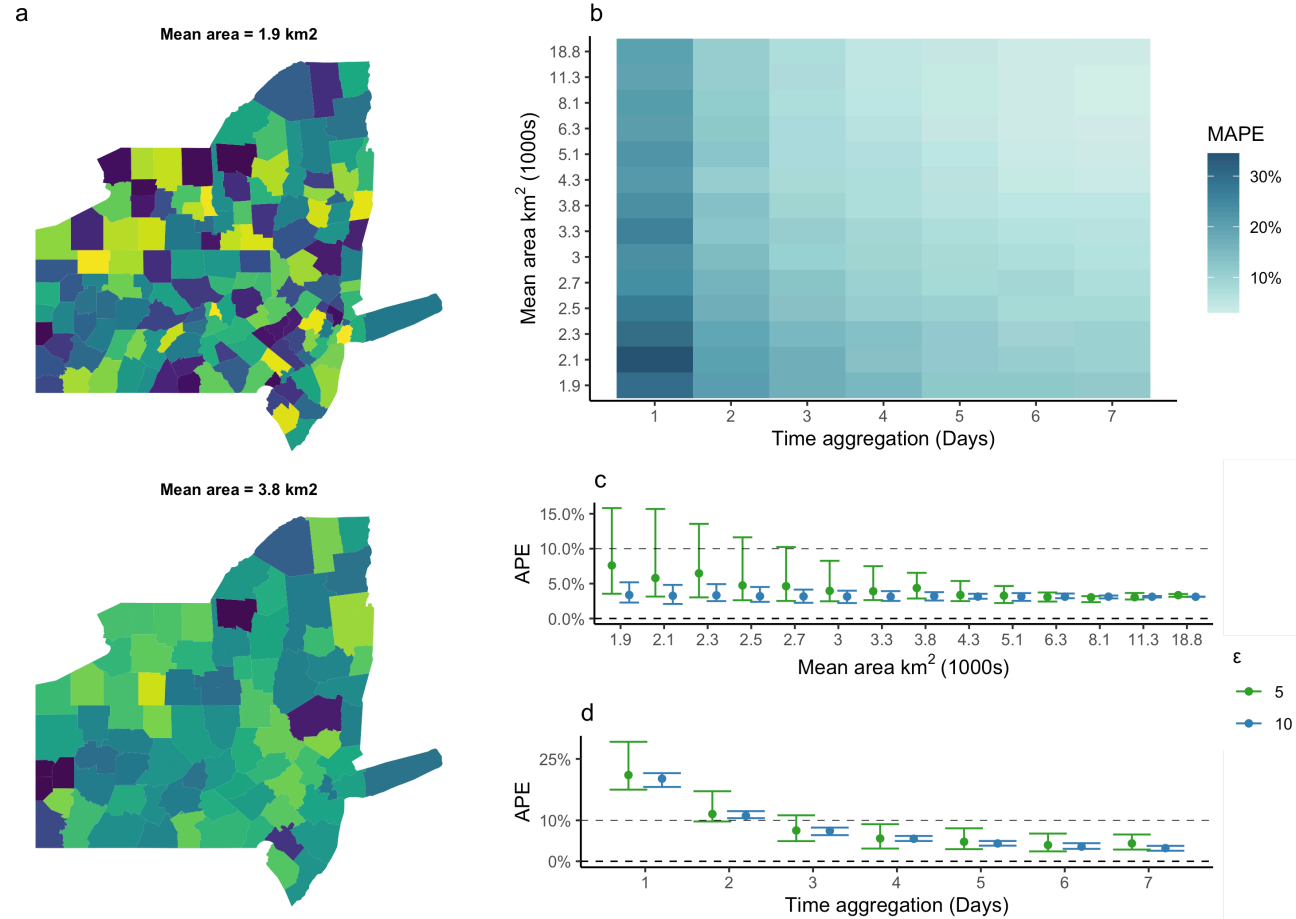 a
Mean area = 1.9 km2
Mean area = 3.8 km2
b
Mean area km² (1000s)
18.8
11.3
8.1
6.3
5.1
4.3
3.8
3.3
3
2.7
2.5
2.3
2.1
1.9
1 2 3 4 5 6 7
Time aggregation (Days)
MAPE
30%
20%
10%
c
APE
15.0%
10.0%
5.0%
0.0%
1.9 2.1 2.3 2.5 2.7 3 3.3 3.8 4.3 5.1 6.3 8.1 11.3 18.8
Mean area km² (1000s)
ε
5
10
d
APE
25%
10%
0%
1 2 3 4 5 6 7
Time aggregation (Days)